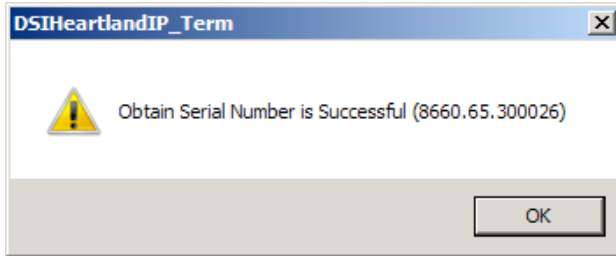 DSIHeartlandIP_Term
Obtain Serial Number is Successful (8660.65.300026)
OK